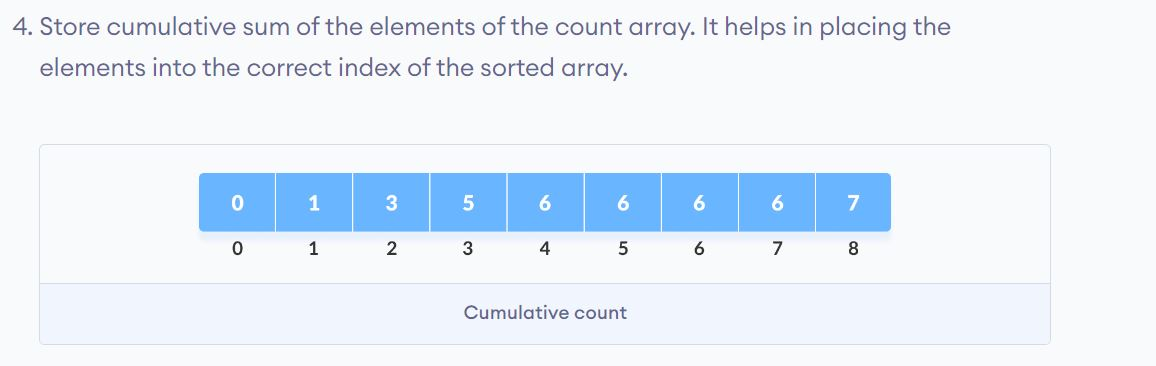 4. Store cumulative sum of the elements of the count array. It helps in placing the
elements into the correct index of the sorted array.
0 1 3 5 6 6 6 6 7
0 1 2 3 4 5 6 7 8
Cumulative count